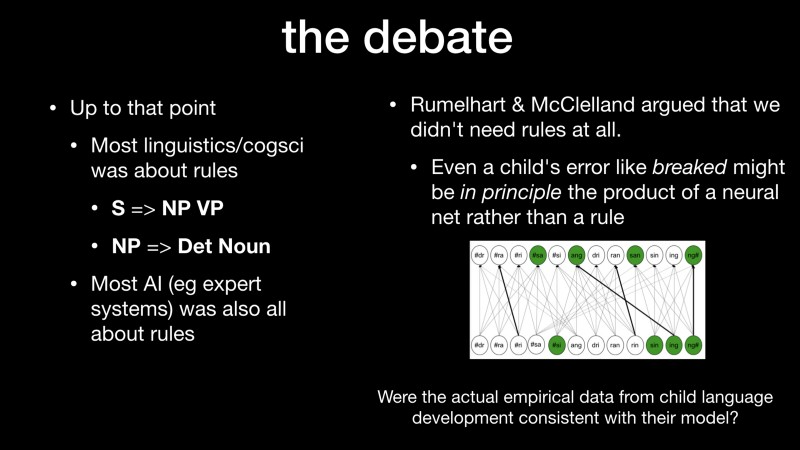 the debate
• Up to that point
• Most linguistics/cogsci
was about rules
• S => NP VP
• NP => Det Noun
• Most AI (eg expert
systems) was also all
about rules
• Rumelhart & McClelland argued that we
didn't need rules at all.
• Even a child's error like breaked might
be in principle the product of a neural
net rather than a rule
#dr #ra #ri #sa #si ang dri ran san sin ing ng#
#dr #ra #ri #sa #si ang dri ran rin sin ing ng#
Were the actual empirical data from child language
development consistent with their model?